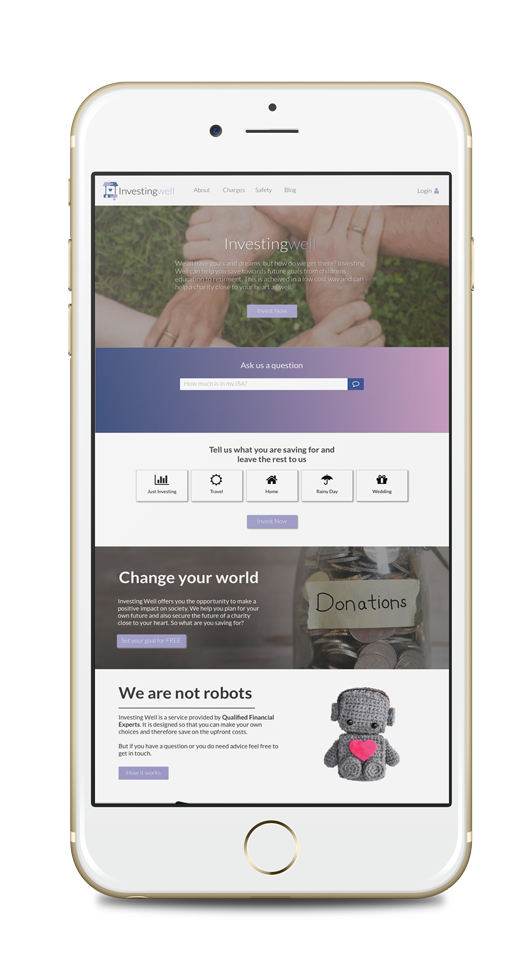 Investingwell
About Charges Safety Blog Login
Investingwell
We all have goals and dreams, but how do we get there? Investing
Well can help you save towards future goals from childrens
education to retirment. This is acheived in a low cost way and can
help a charity close to your heart as well.
Invest Now
Ask us a question
How much is in my ISA?
Tell us what you are saving for and
leave the rest to us
Just Investing Travel Home Rainy Day Wedding
Invest Now
Change your world
Investing Well offers you the opportunity to make a
positive impact on society. We help you plan for your
own future and also secure the future of a charity
close to your heart. So what are you saving for?
Donations
Set your goal for FREE
We are not robots
Investing Well is a service provided by Qualified Financial
Experts. It is designed so that you can make your own
choices and therefore save on the upfront costs.
But if you have a question or you do need advice feel free to
get in touch.
How it works